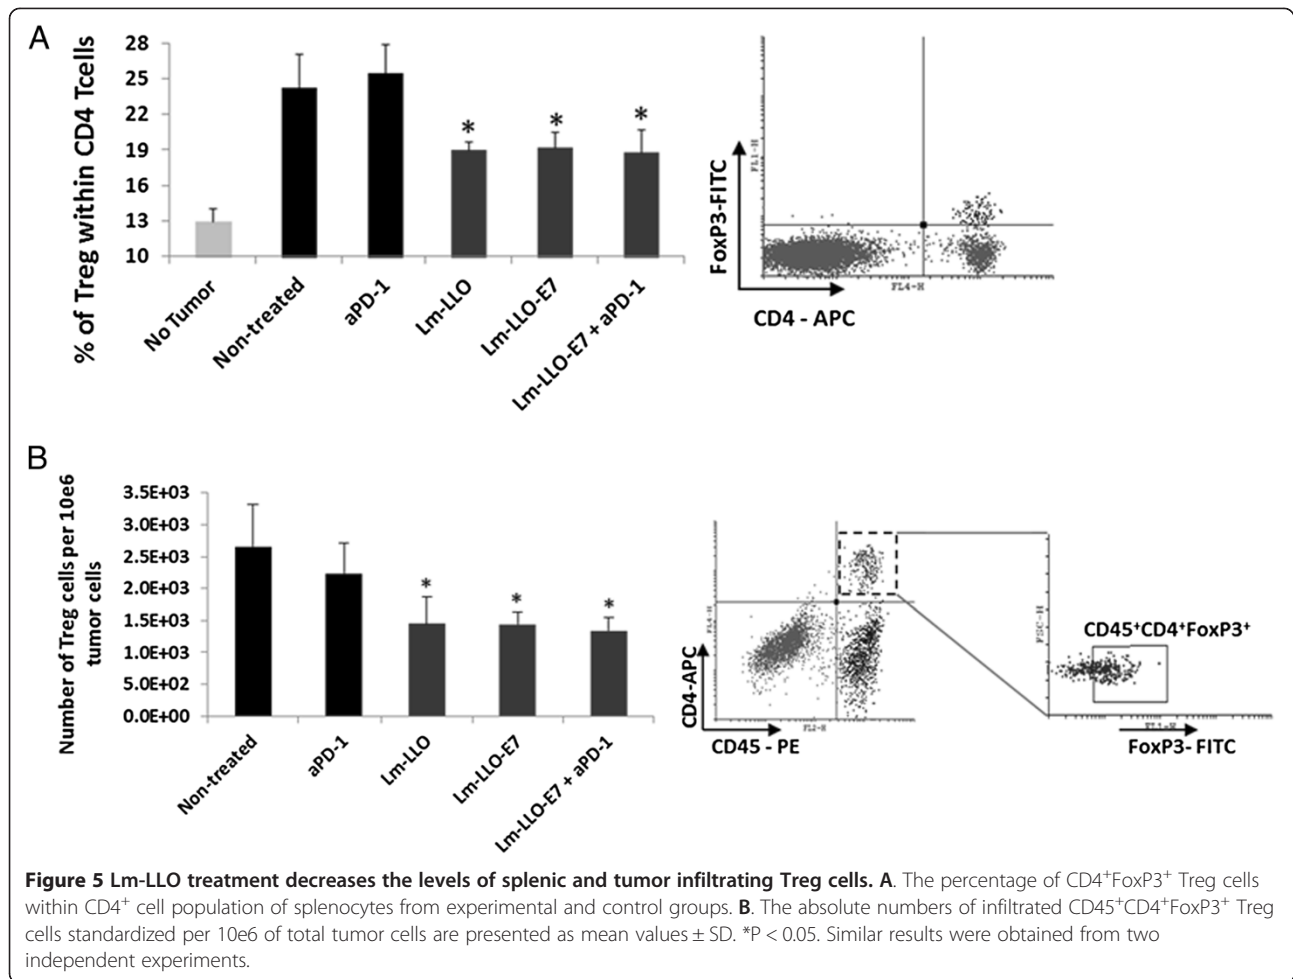 A
% of Treg within CD4 Tcells
28
25
22
19
16
13
10
*
*
*
No Tumor
Non-treated
aPD-1
Lm-LLO
Lm-LLO-E7
Lm-LLO-E7 + aPD-1
FoxP3-FITC
FL1-H
FL4-H
CD4 - APC
B
Number of Treg cells per 10e6
tumor cells
3.5E+03
3.0E+03
2.5E+03
2.0E+03
1.5E+03
1.0E+03
5.0E+02
0.0E+00
*
*
*
Non-treated
aPD-1
Lm-LLO
Lm-LLO-E7
Lm-LLO-E7 + aPD-1
CD4-APC
FL4-H
FL2-H
CD45 - PE
FSC-H
CD45⁺CD4⁺FoxP3⁺
FL1-H
FoxP3- FITC
Figure 5 Lm-LLO treatment decreases the levels of splenic and tumor infiltrating Treg cells. A. The percentage of CD4⁺FoxP3⁺ Treg cells
within CD4⁺ cell population of splenocytes from experimental and control groups. B. The absolute numbers of infiltrated CD45⁺CD4⁺FoxP3⁺ Treg
cells standardized per 10e6 of total tumor cells are presented as mean values ± SD. *P < 0.05. Similar results were obtained from two
independent experiments.